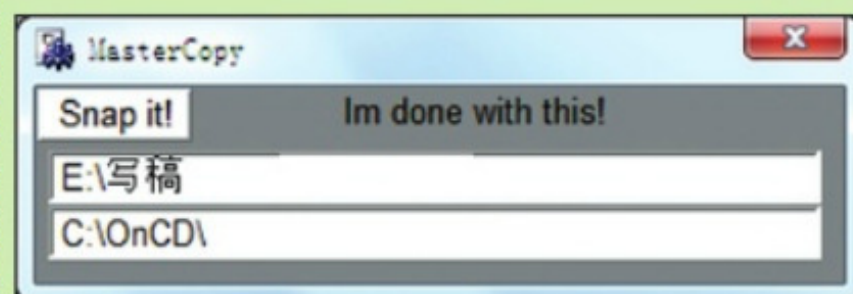 MasterCopy
Snap it! Im done with this!
E:\写稿
C:\OnCD\